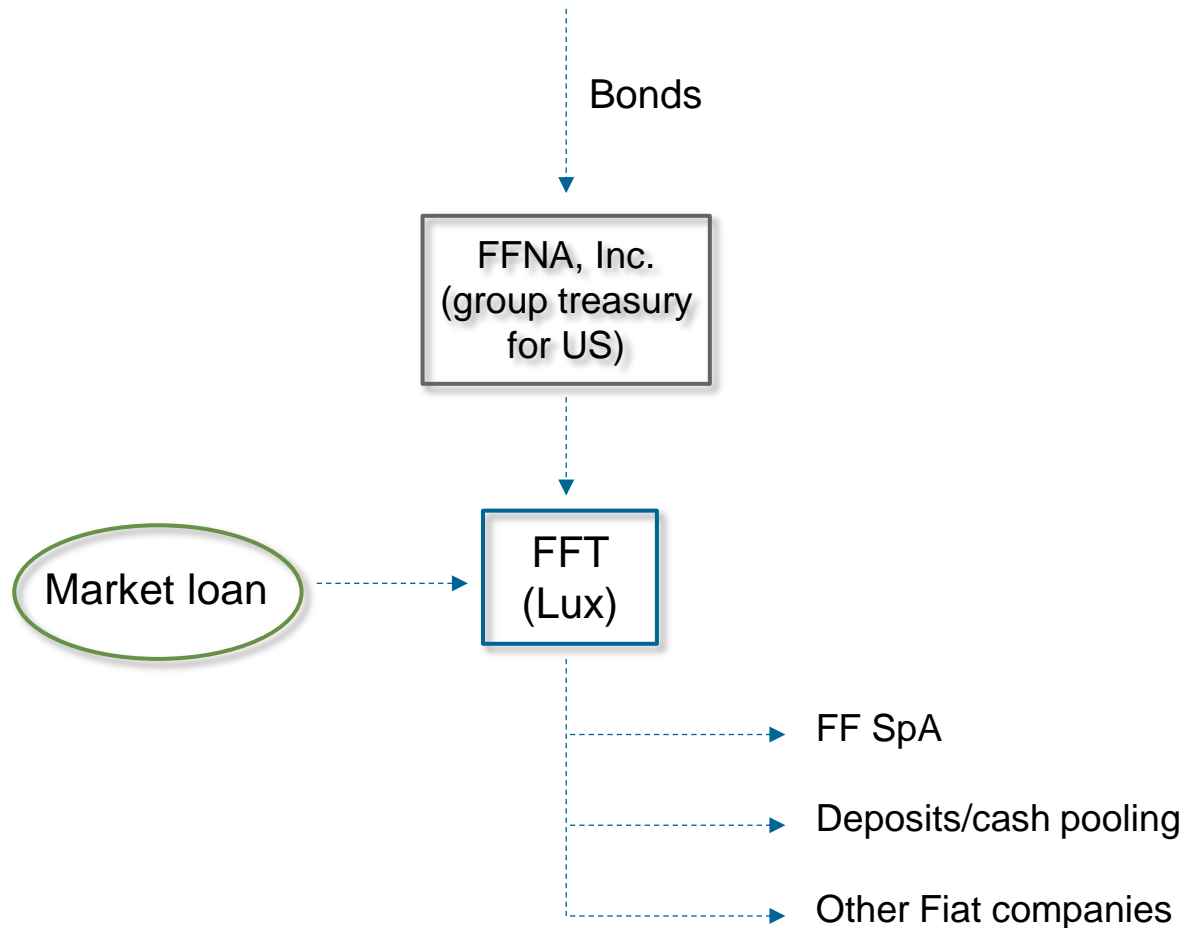 Bonds
FFNA, Inc.
(group treasury
for US)
Market loan
FFT
(Lux)
FF SpA
Deposits/cash pooling
Other Fiat companies